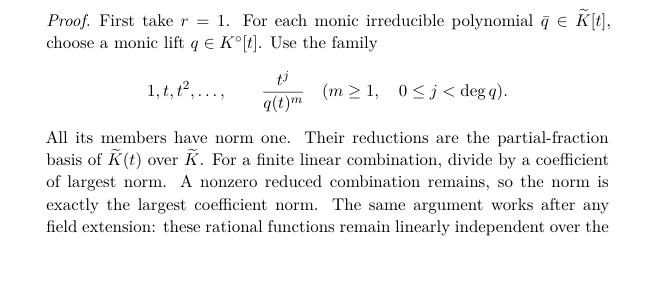 Proof. First take r = 1. For each monic irreducible polynomial q̄ ∈ K̃[t],
choose a monic lift q ∈ K°[t]. Use the family
1, t, t², . . . , t^j / q(t)^m (m ≥ 1, 0 ≤ j < deg q).
All its members have norm one. Their reductions are the partial-fraction
basis of K̃(t) over K̃. For a finite linear combination, divide by a coefficient
of largest norm. A nonzero reduced combination remains, so the norm is
exactly the largest coefficient norm. The same argument works after any
field extension: these rational functions remain linearly independent over the